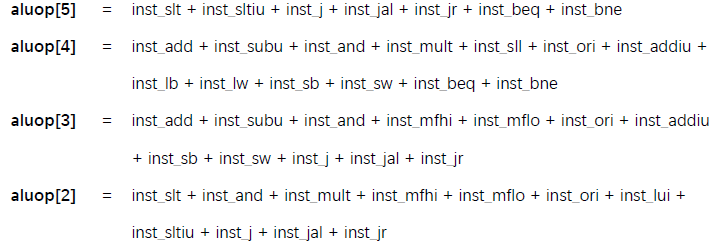 aluop[5] = inst_slt + inst_sltiu + inst_j + inst_jal + inst_jr + inst_beq + inst_bne
aluop[4] = inst_add + inst_subu + inst_and + inst_mult + inst_sll + inst_ori + inst_addiu +
inst_lb + inst_lw + inst_sb + inst_sw + inst_beq + inst_bne
aluop[3] = inst_add + inst_subu + inst_and + inst_mfhi + inst_mflo + inst_ori + inst_addiu
+ inst_sb + inst_sw + inst_j + inst_jal + inst_jr
aluop[2] = inst_slt + inst_and + inst_mult + inst_mfhi + inst_mflo + inst_ori + inst_lui +
inst_sltiu + inst_j + inst_jal + inst_jr